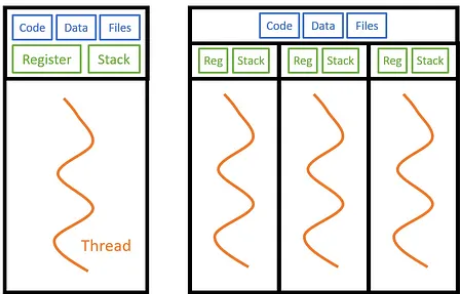 Code Data Files
Register Stack
Thread
Code Data Files
Reg Stack Reg Stack Reg Stack